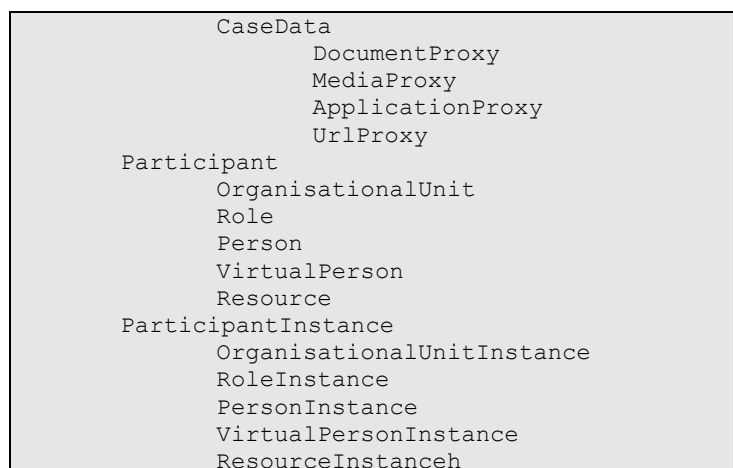 CaseData
DocumentProxy
MediaProxy
ApplicationProxy
UrlProxy
Participant
OrganisationalUnit
Role
Person
VirtualPerson
Resource
ParticipantInstance
OrganisationalUnitInstance
RoleInstance
PersonInstance
VirtualPersonInstance
ResourceInstanceh